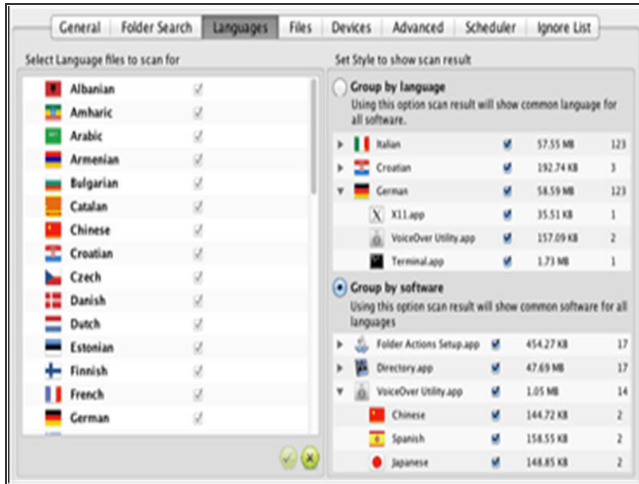 General Folder Search Languages Files Devices Advanced Scheduler Ignore List
Select Language files to scan for
Albanian
Amharic
Arabic
Armenian
Bulgarian
Catalan
Chinese
Croatian
Czech
Danish
Dutch
Estonian
Finnish
French
German
Set Style to show scan result
Group by language
Using this option scan result will show common language for
all software.
Italian 57.55 MB 123
Croatian 192.74 KB 3
German 58.59 MB 123
X11.app 35.51 KB 1
VoiceOver Utility.app 157.09 KB 2
Terminal.app 1.73 MB 1
Group by software
Using this option scan result will show common software for all
languages
Folder Actions Setup.app 454.27 KB 17
Directory.app 47.69 MB 17
VoiceOver Utility.app 1.05 MB 14
Chinese 144.72 KB 2
Spanish 158.55 KB 2
Japanese 148.85 KB 2